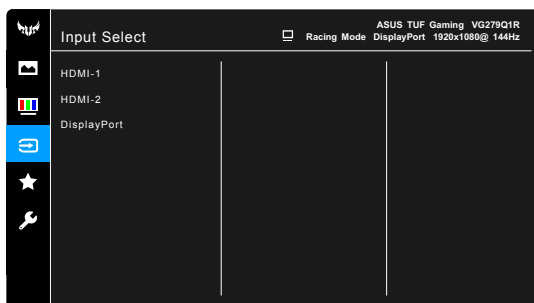 ASUS TUF Gaming VG279Q1R
Input Select
Racing Mode DisplayPort 1920x1080@ 144Hz
HDMI-1
HDMI-2
DisplayPort